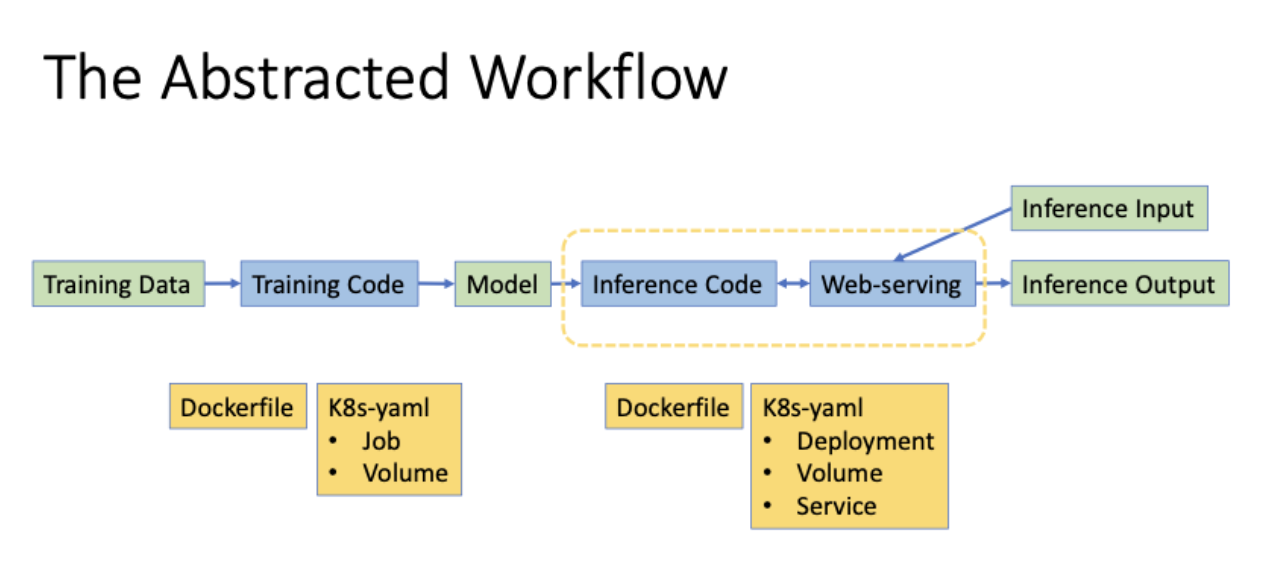 The Abstracted Workflow
Inference Input
Training Data
Training Code
Model
Inference Code
Web-serving
Inference Output
Dockerfile
K8s-yaml
• Job
• Volume
Dockerfile
K8s-yaml
• Deployment
• Volume
• Service